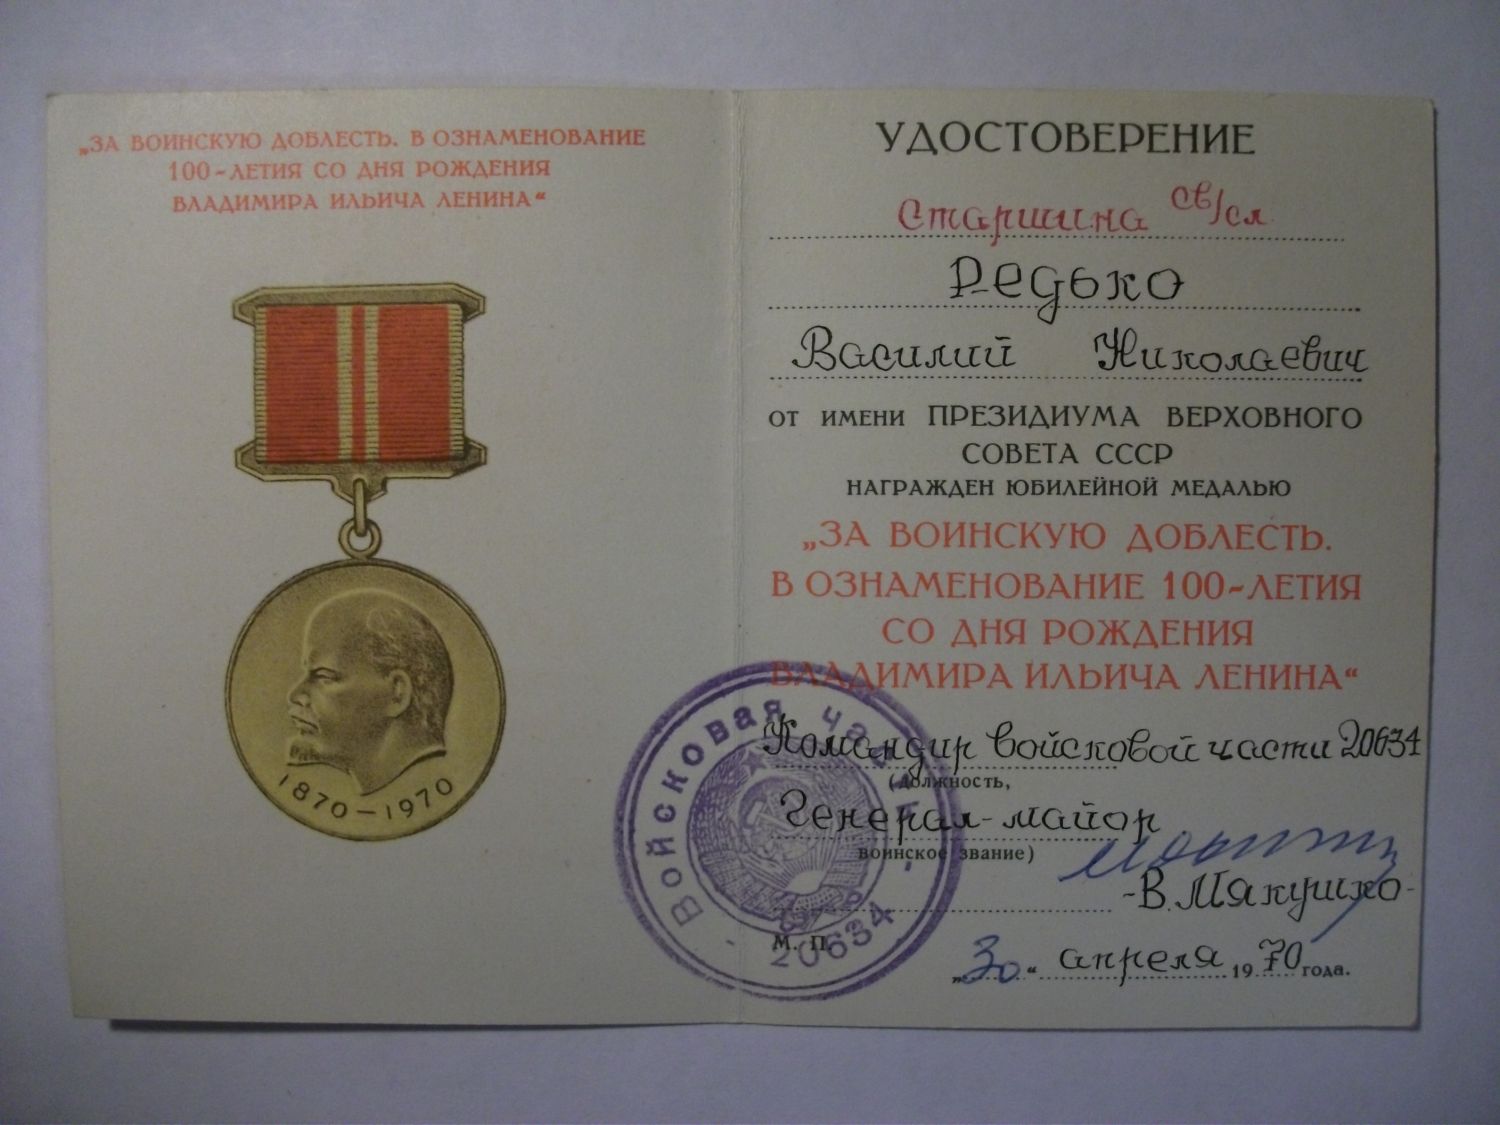 „ЗА ВОИНСКУЮ ДОБЛЕСТЬ. В ОЗНАМЕНОВАНИЕ
100-ЛЕТИЯ СО ДНЯ РОЖДЕНИЯ
ВЛАДИМИРА ИЛЬИЧА ЛЕНИНА“
1870-1970
УДОСТОВЕРЕНИЕ
Старшина св/сл
Редько
Василий Николаевич
ОТ ИМЕНИ ПРЕЗИДИУМА ВЕРХОВНОГО
СОВЕТА СССР
НАГРАЖДЕН ЮБИЛЕЙНОЙ МЕДАЛЬЮ
„ЗА ВОИНСКУЮ ДОБЛЕСТЬ.
В ОЗНАМЕНОВАНИЕ 100-ЛЕТИЯ
СО ДНЯ РОЖДЕНИЯ
ВЛАДИМИРА ИЛЬИЧА ЛЕНИНА“
Командир войсковой части 20634
(должность,
Генерал-майор
воинское звание)
-В. Мякушко-
М. П.
„30“ апреля 1970 года.
Войсковая часть
20634